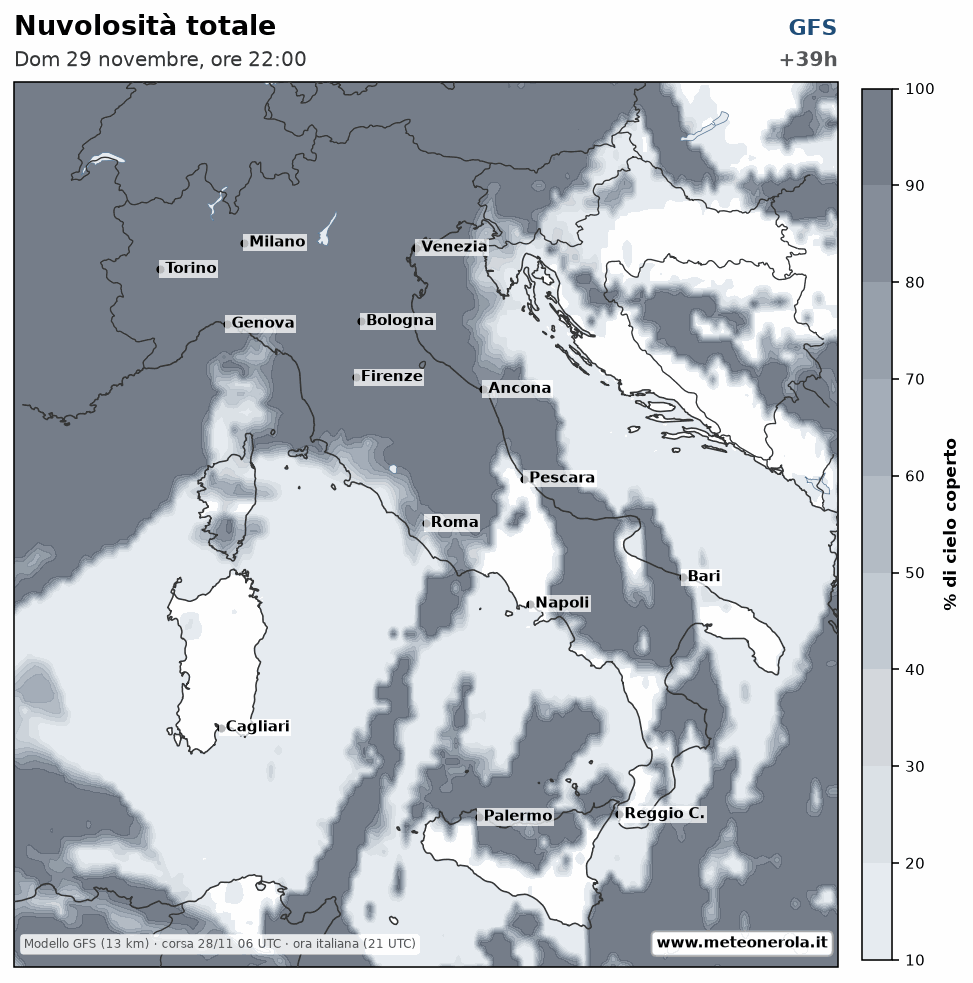 Nuvolosità totale
GFS
Dom 29 novembre, ore 22:00
+39h
100
90
80
70
60
50
40
30
20
10
% di cielo coperto
Milano
Venezia
Torino
Genova
Bologna
Firenze
Ancona
Pescara
Roma
Bari
Napoli
Cagliari
Palermo
Reggio C.
Modello GFS (13 km) · corsa 28/11 06 UTC · ora italiana (21 UTC)
www.meteonerola.it